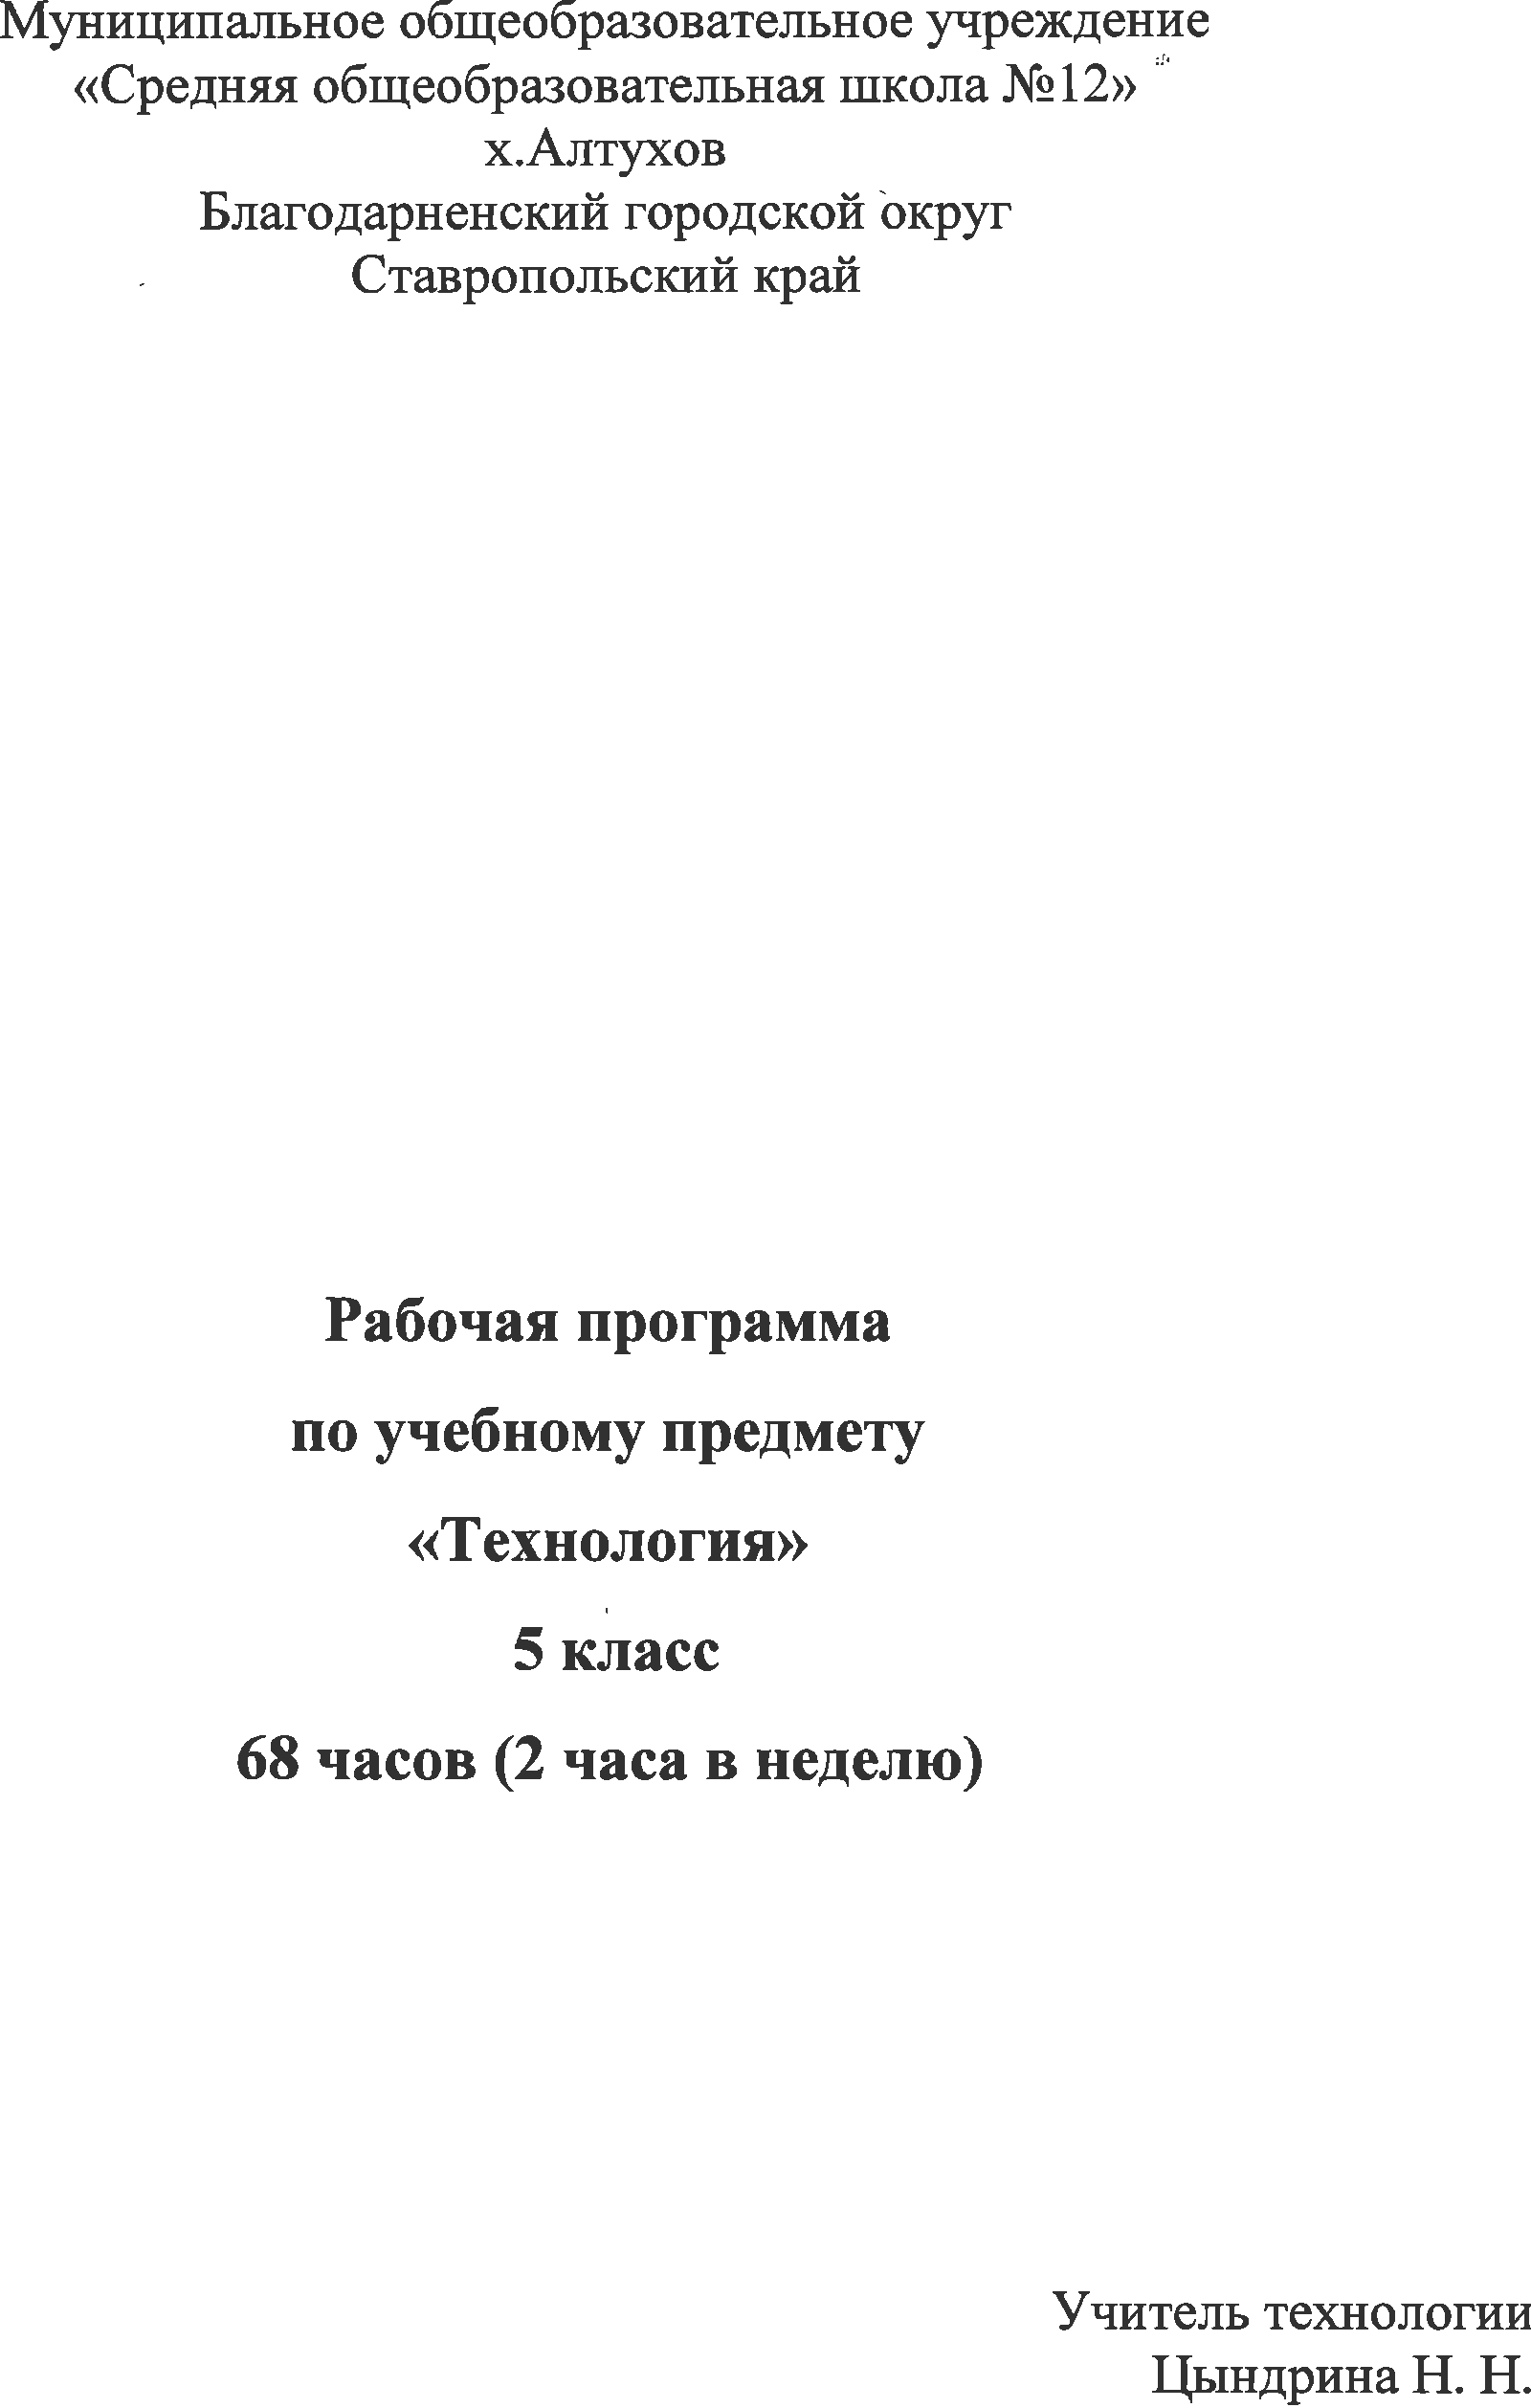 Муниципальное общеобразовательное учреждение
«Средняя общеобразовательная школа №12»
х.Алтухов
Благодарненский городской округ
Ставропольский край
Рабочая программа
по учебному предмету
«Технология»
5 класс
68 часов (2 часа в неделю)
Учитель технологии
Цындрина Н. Н.